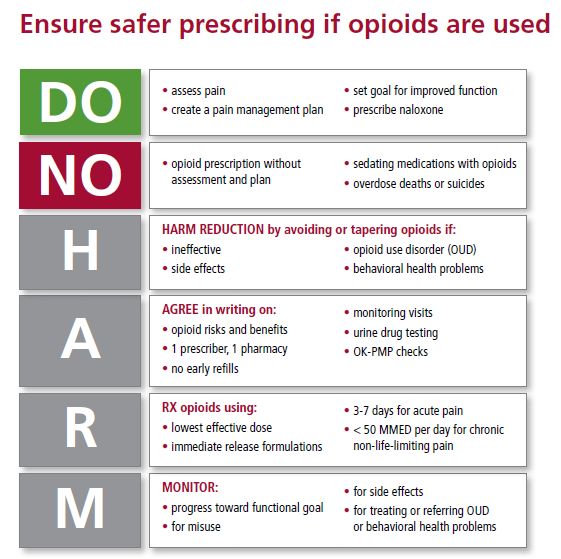 Ensure safer prescribing if opioids are used
DO
• assess pain
• create a pain management plan
• set goal for improved function
• prescribe naloxone
NO
• opioid prescription without
assessment and plan
• sedating medications with opioids
• overdose deaths or suicides
H
HARM REDUCTION by avoiding or tapering opioids if:
• ineffective
• side effects
• opioid use disorder (OUD)
• behavioral health problems
A
AGREE in writing on:
• opioid risks and benefits
• 1 prescriber, 1 pharmacy
• no early refills
• monitoring visits
• urine drug testing
• OK-PMP checks
R
RX opioids using:
• lowest effective dose
• immediate release formulations
• 3-7 days for acute pain
• < 50 MMED per day for chronic
non-life-limiting pain
M
MONITOR:
• progress toward functional goal
• for misuse
• for side effects
• for treating or referring OUD
or behavioral health problems